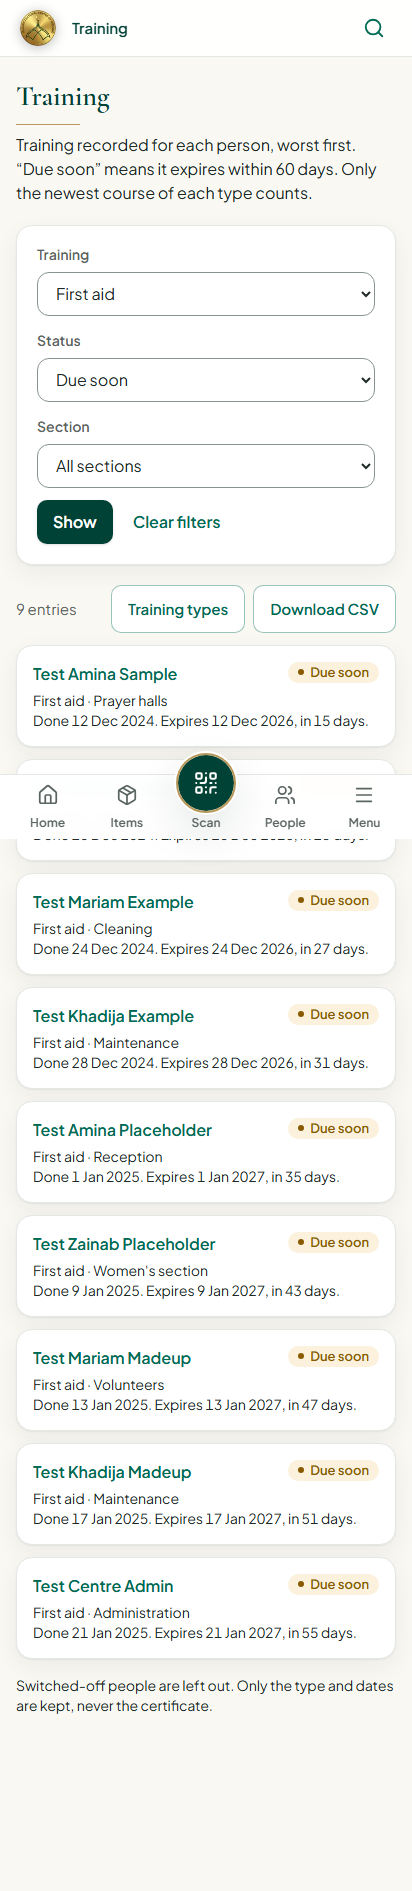 Training
Training
Training recorded for each person, worst first.
“Due soon” means it expires within 60 days. Only
the newest course of each type counts.
Training
First aid
Status
Due soon
Section
All sections
Show
Clear filters
9 entries
Training types
Download CSV
Test Amina Sample
Due soon
First aid · Prayer halls
Done 12 Dec 2024. Expires 12 Dec 2026, in 15 days.
Home
Items
Scan
People
Menu
Test Mariam Example
Due soon
First aid · Cleaning
Done 24 Dec 2024. Expires 24 Dec 2026, in 27 days.
Test Khadija Example
Due soon
First aid · Maintenance
Done 28 Dec 2024. Expires 28 Dec 2026, in 31 days.
Test Amina Placeholder
Due soon
First aid · Reception
Done 1 Jan 2025. Expires 1 Jan 2027, in 35 days.
Test Zainab Placeholder
Due soon
First aid · Women's section
Done 9 Jan 2025. Expires 9 Jan 2027, in 43 days.
Test Mariam Madeup
Due soon
First aid · Volunteers
Done 13 Jan 2025. Expires 13 Jan 2027, in 47 days.
Test Khadija Madeup
Due soon
First aid · Maintenance
Done 17 Jan 2025. Expires 17 Jan 2027, in 51 days.
Test Centre Admin
Due soon
First aid · Administration
Done 21 Jan 2025. Expires 21 Jan 2027, in 55 days.
Switched-off people are left out. Only the type and dates
are kept, never the certificate.